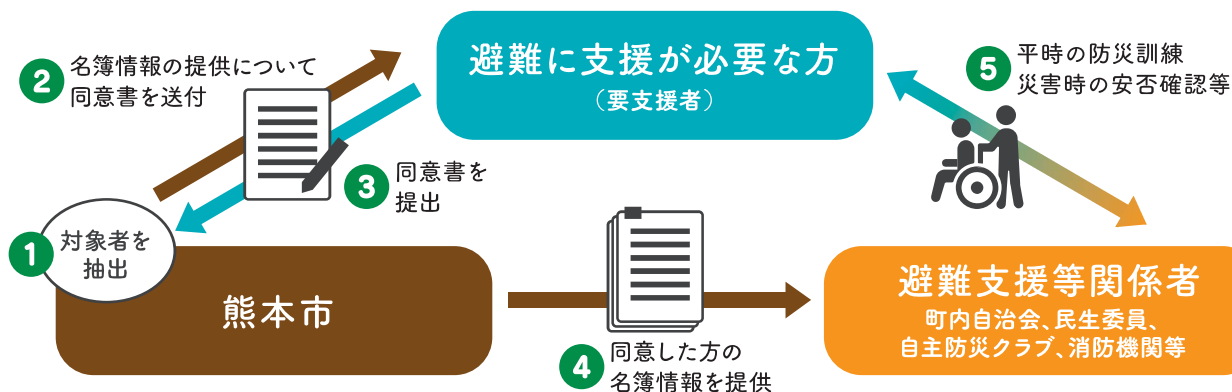 2 名簿情報の提供について
同意書を送付
避難に支援が必要な方
（要支援者）
5 平時の防災訓練
災害時の安否確認等
3 同意書を
提出
1 対象者を
抽出
熊本市
4 同意した方の
名簿情報を提供
避難支援等関係者
町内自治会、民生委員、
自主防災クラブ、消防機関等